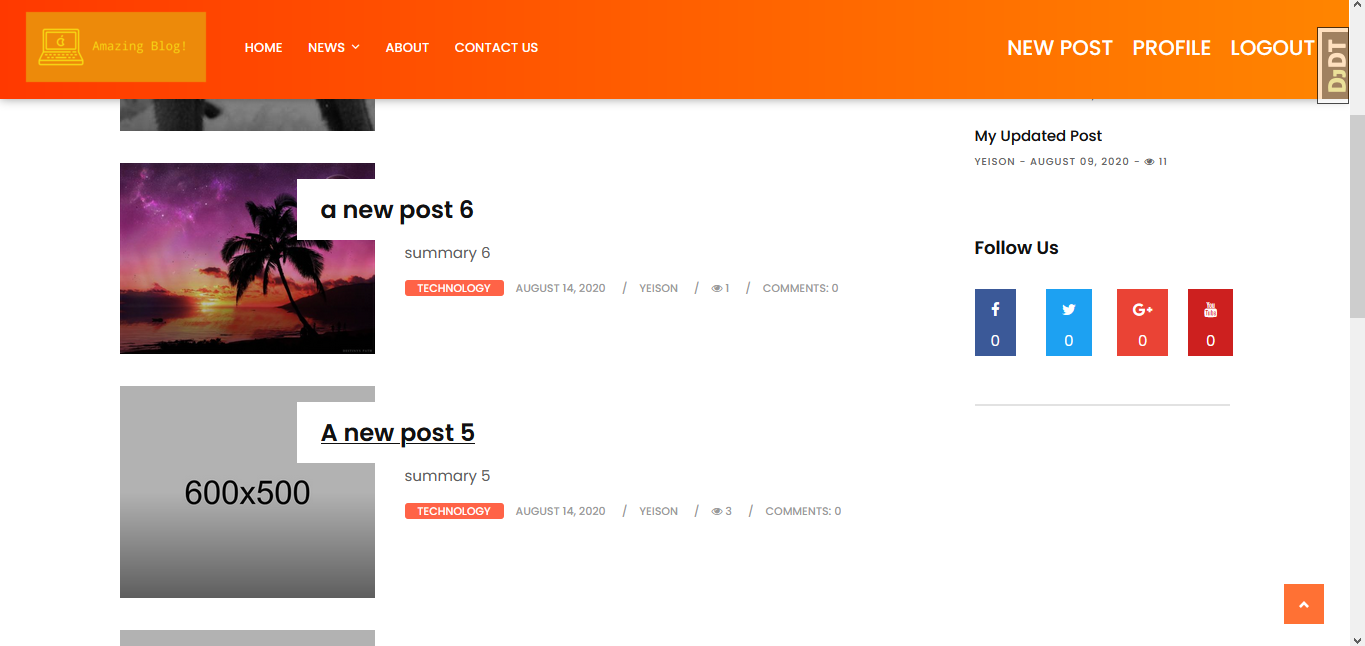 Amazing Blog!
HOME
NEWS
ABOUT
CONTACT US
NEW POST
PROFILE
LOGOUT
DJDT
a new post 6
summary 6
TECHNOLOGY AUGUST 14, 2020 / YEISON / 1 / COMMENTS: 0
600x500
A new post 5
summary 5
TECHNOLOGY AUGUST 14, 2020 / YEISON / 3 / COMMENTS: 0
My Updated Post
YEISON - AUGUST 09, 2020 - 11
Follow Us
f
0
0
G+
0
You Tube
0